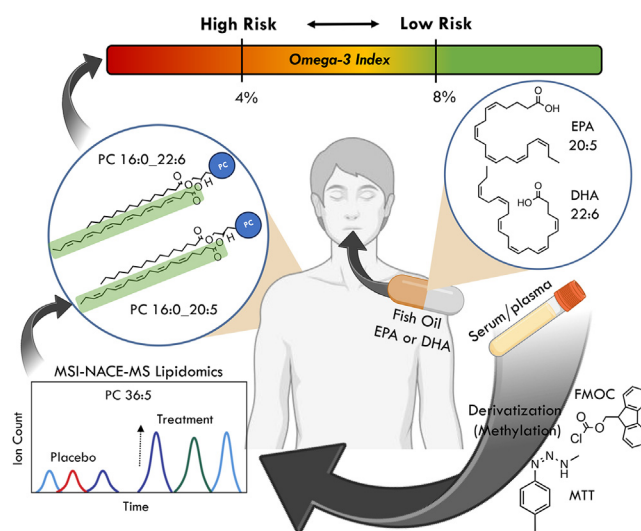 High Risk
Low Risk
Omega-3 Index
4%
8%
PC 16:0_22:6
PC
O
O
O
O
H
PC
O
O
O
O
H
PC 16:0_20:5
O
OH
EPA
20:5
O
HO
DHA
22:6
Fish Oil
EPA or DHA
Serum/plasma
MSI-NACE-MS Lipidomics
PC 36:5
Treatment
Placebo
Ion Count
Time
Derivatization
(Methylation)
FMOC
O
O
Cl
N
N
N
H
MTT